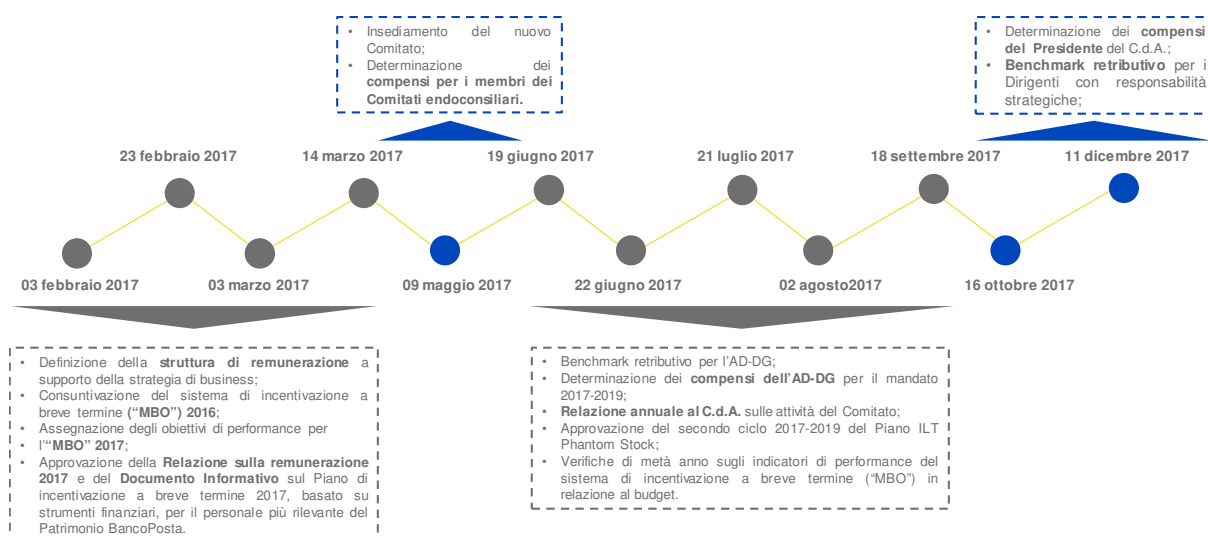 • Insediamento del nuovo
Comitato;
• Determinazione dei
compensi per i membri dei
Comitati endoconsiliari.
• Determinazione dei compensi
del Presidente del C.d.A.;
• Benchmark retributivo per i
Dirigenti con responsabilità
strategiche;
23 febbraio 2017
14 marzo 2017
19 giugno 2017
21 luglio 2017
18 settembre 2017
11 dicembre 2017
03 febbraio 2017
03 marzo 2017
09 maggio 2017
22 giugno 2017
02 agosto2017
16 ottobre 2017
• Definizione della struttura di remunerazione a
supporto della strategia di business;
• Consuntivazione del sistema di incentivazione a
breve termine (“MBO”) 2016;
• Assegnazione degli obiettivi di performance per
• l’“MBO” 2017;
• Approvazione della Relazione sulla remunerazione
2017 e del Documento Informativo sul Piano di
incentivazione a breve termine 2017, basato su
strumenti finanziari, per il personale più rilevante del
Patrimonio BancoPosta.
• Benchmark retributivo per l’AD-DG;
• Determinazione dei compensi dell’AD-DG per il mandato
2017-2019;
• Relazione annuale al C.d.A. sulle attività del Comitato;
• Approvazione del secondo ciclo 2017-2019 del Piano ILT
Phantom Stock;
• Verifiche di metà anno sugli indicatori di performance del
sistema di incentivazione a breve termine (“MBO”) in
relazione al budget.